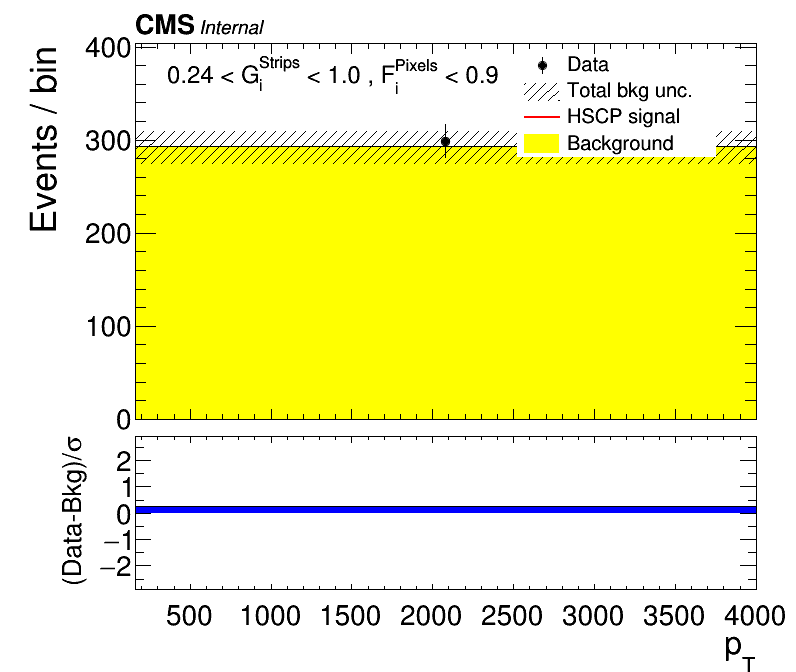 CMS Internal
0.24 < G_i^Strips < 1.0 , F_i^Pixels < 0.9
Data
Total bkg unc.
HSCP signal
Background
Events / bin
400
300
200
100
0
(Data-Bkg)/σ
2
1
0
−1
−2
500 1000 1500 2000 2500 3000 3500 4000
p_T